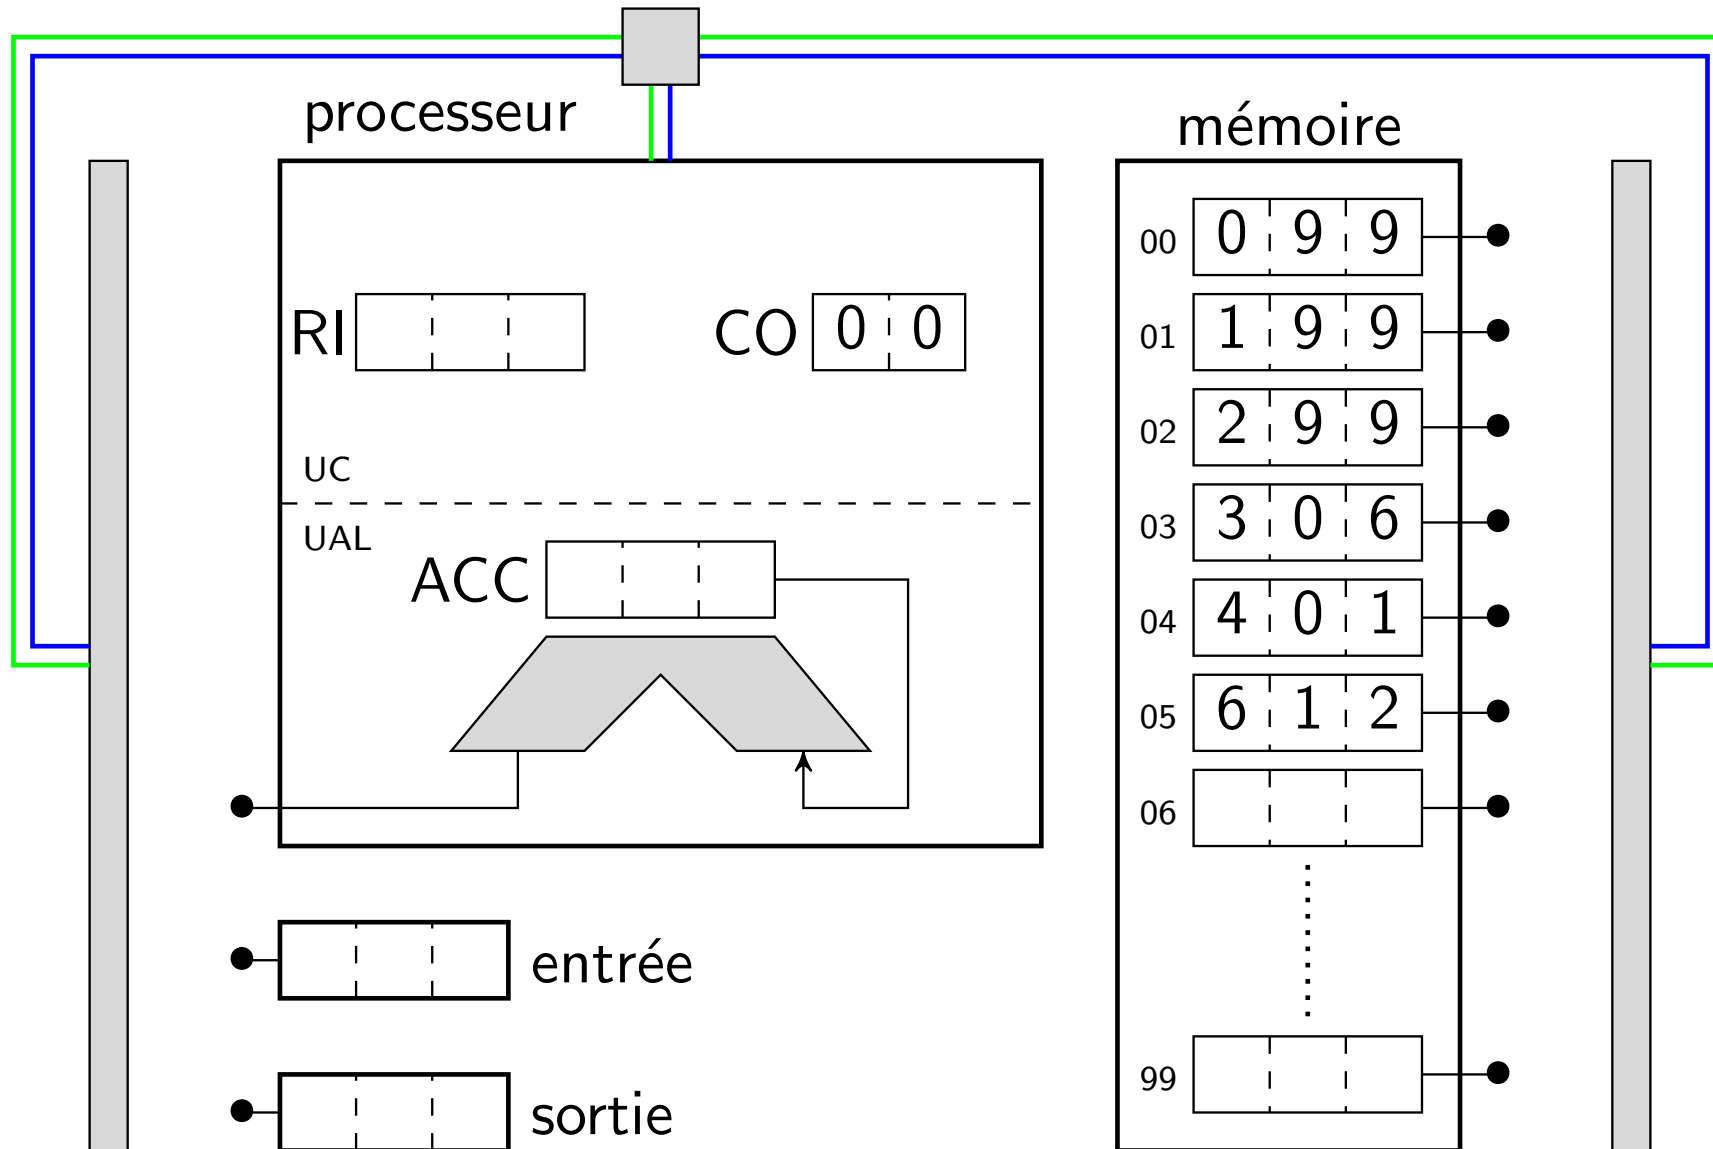 processeur
mémoire
00 0 9 9
RI
CO 0 0
01 1 9 9
02 2 9 9
UC
03 3 0 6
UAL
ACC
04 4 0 1
05 6 1 2
06
entrée
99
sortie